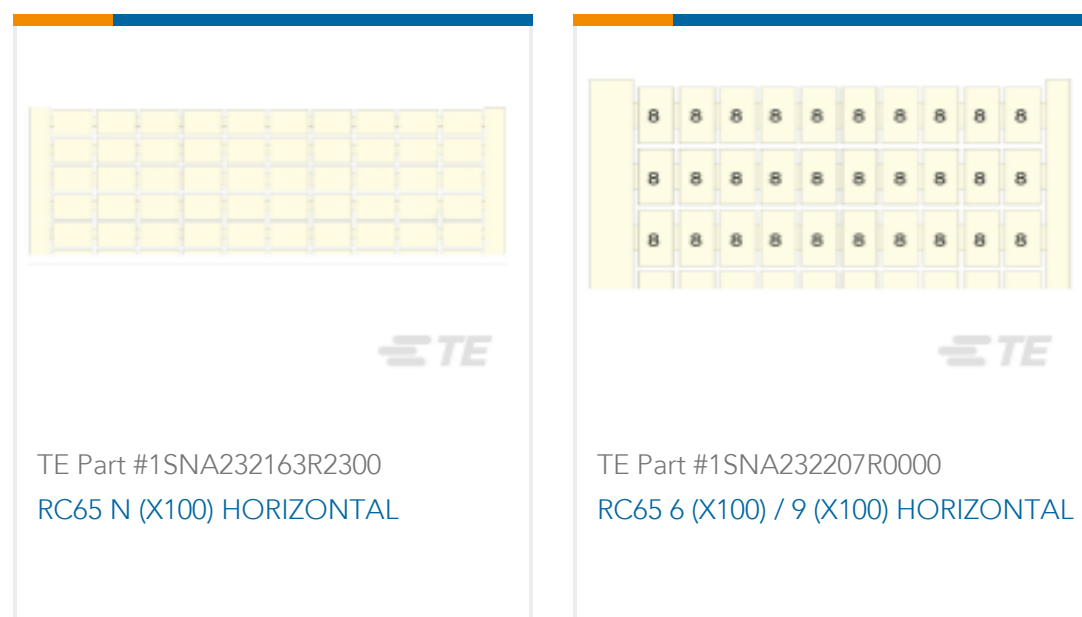 8 8 8 8 8 8 8 8 8 8
8 8 8 8 8 8 8 8 8 8
8 8 8 8 8 8 8 8 8 8
TE
TE
TE Part #1SNA232163R2300
RC65 N (X100) HORIZONTAL
TE Part #1SNA232207R0000
RC65 6 (X100) / 9 (X100) HORIZONTAL